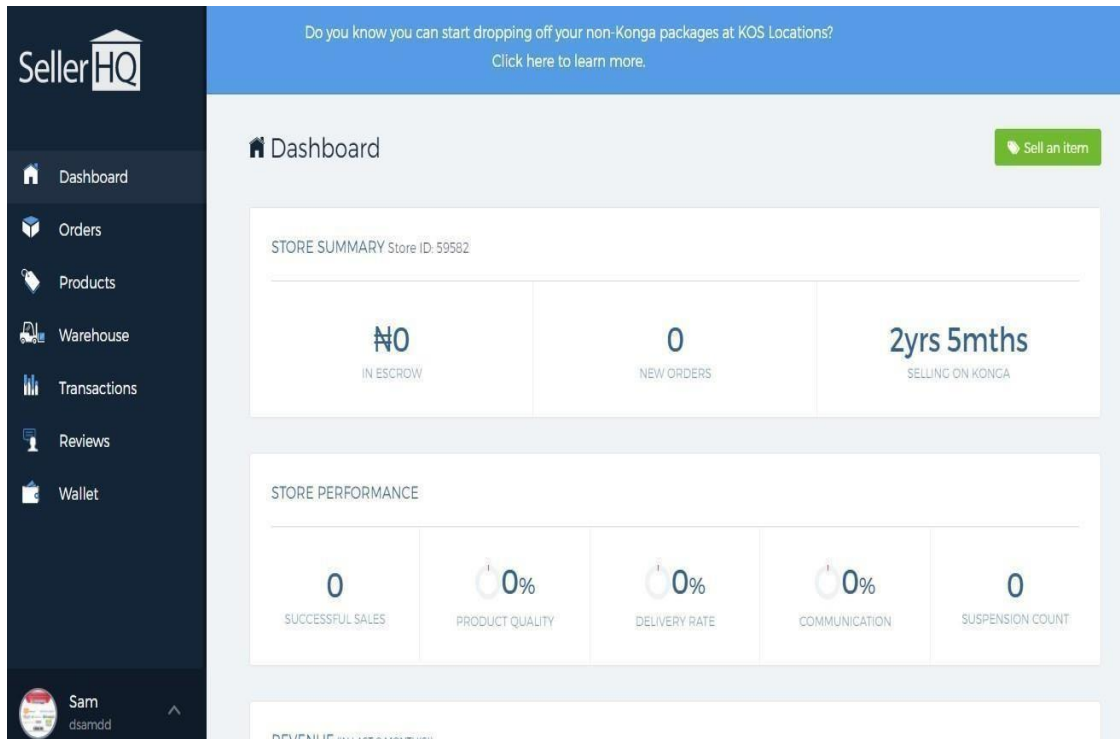 SellerHQ
Do you know you can start dropping off your non-Konga packages at KOS Locations?
Click here to learn more.
Dashboard
Orders
Products
Warehouse
Transactions
Reviews
Wallet
Sam
dsamdd
Dashboard
Sell an item
STORE SUMMARY Store ID: 59582
₦0
IN ESCROW
0
NEW ORDERS
2yrs 5mths
SELLING ON KONGA
STORE PERFORMANCE
0
SUCCESSFUL SALES
0%
PRODUCT QUALITY
0%
DELIVERY RATE
0%
COMMUNICATION
0
SUSPENSION COUNT
REVENUE